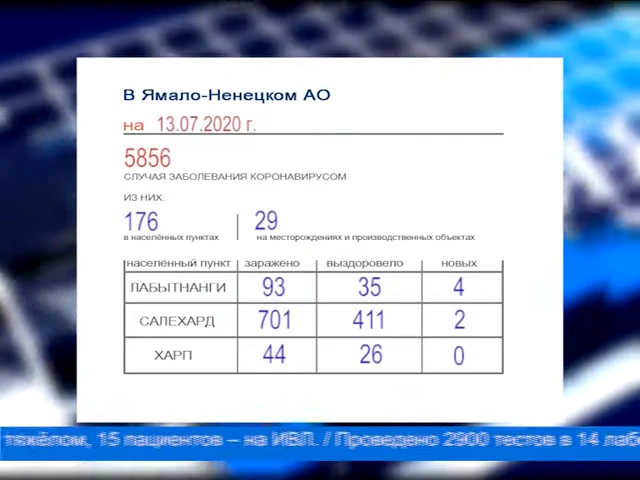 В Ямало-Ненецком АО
на 13.07.2020 г.
5856
СЛУЧАЯ ЗАБОЛЕВАНИЯ КОРОНАВИРУСОМ
ИЗ НИХ:
176 29
в населённых пунктах на месторождениях и производственных объектах
населённый пункт заражено выздоровело новых
ЛАБЫТНАНГИ 93 35 4
САЛЕХАРД 701 411 2
ХАРП 44 26 0
тяжёлом, 15 пациентов – на ИВЛ. / Проведено 2900 тестов в 14 лабо